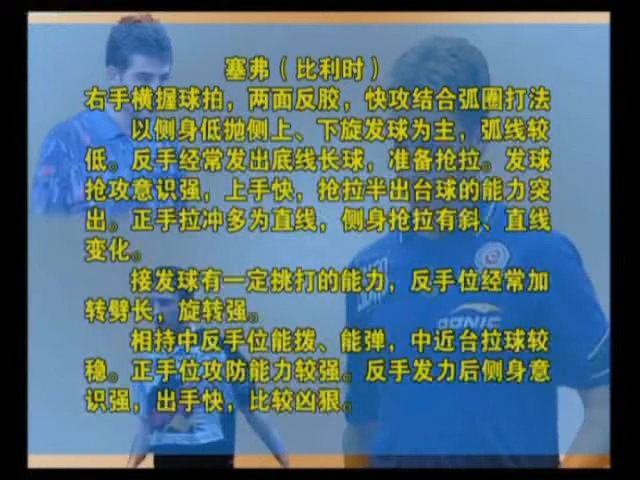 塞弗（比利时）
右手横握球拍，两面反胶，快攻结合弧圈打法
以侧身低抛侧上、下旋发球为主，弧线较
低。反手经常发出底线长球，准备抢拉。发球
抢攻意识强，上手快，抢拉半出台球的能力突
出。正手拉冲多为直线，侧身抢拉有斜、直线
变化。
接发球有一定挑打的能力，反手位经常加
转劈长，旋转强。
相持中反手位能拨、能弹，中近台拉球较
稳。正手位攻防能力较强。反手发力后侧身意
识强，出手快，比较凶狠。
DONIC